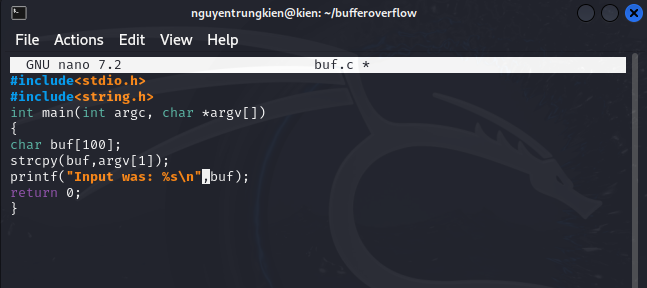 nguyentrungkien@kien: ~/bufferoverflow
File Actions Edit View Help
GNU nano 7.2 buf.c *
#include<stdio.h>
#include<string.h>
int main(int argc, char *argv[])
{
char buf[100];
strcpy(buf,argv[1]);
printf("Input was: %s\n",buf);
return 0;
}